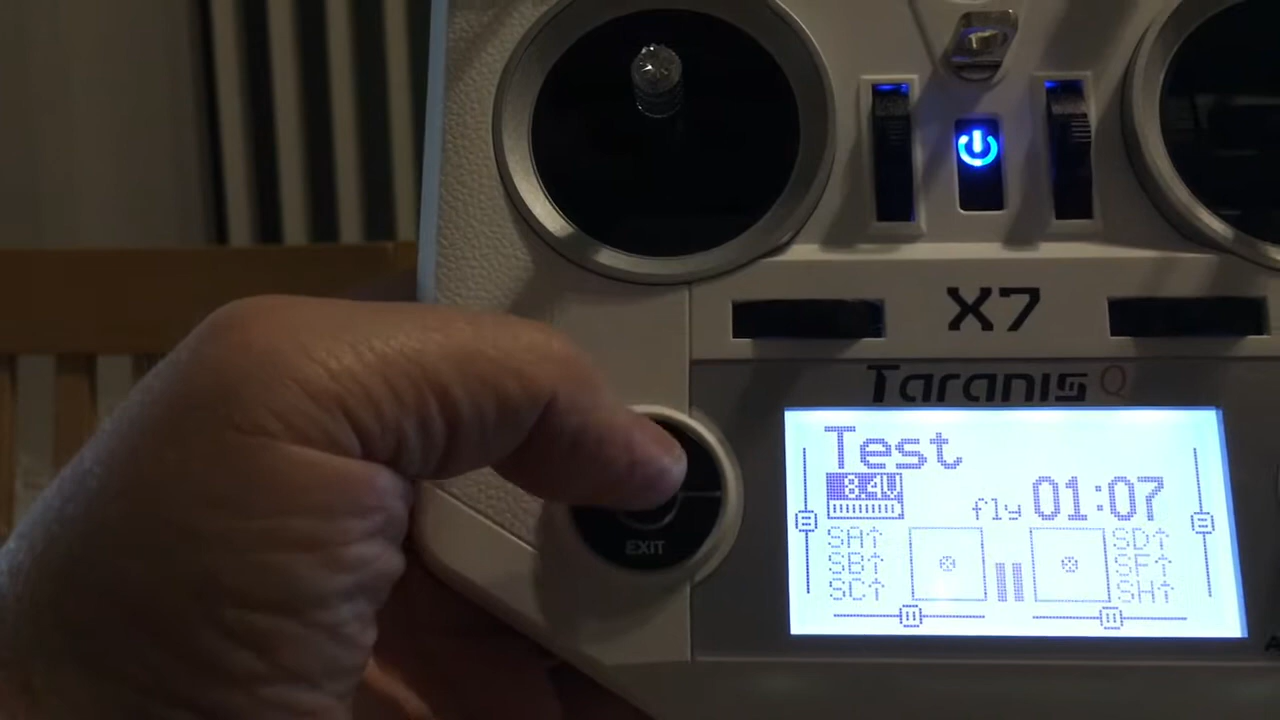 X7
Taranis Q
Test
8.4V
fly 01:07
SA↑
SB↑
SC↑
SD↑
SF↑
SH↑
EXIT